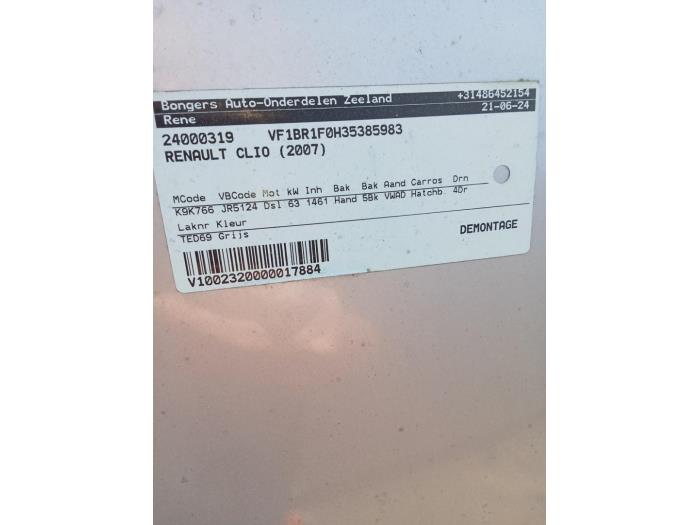 Bongers Auto-Onderdelen Zeeland +31486452154
Rene 21-06-24
24000319 VF1BR1F0H35385983
RENAULT CLIO (2007)
MCode VBCode Mot kW Inh Bak Bak Aand Carros Drn
K9K766 JR5124 Dsl 63 1461 Hand 5Bk VWAD Hatchb. 4Dr
Laknr Kleur
TED69 Grijs
DEMONTAGE
V1002320000017884